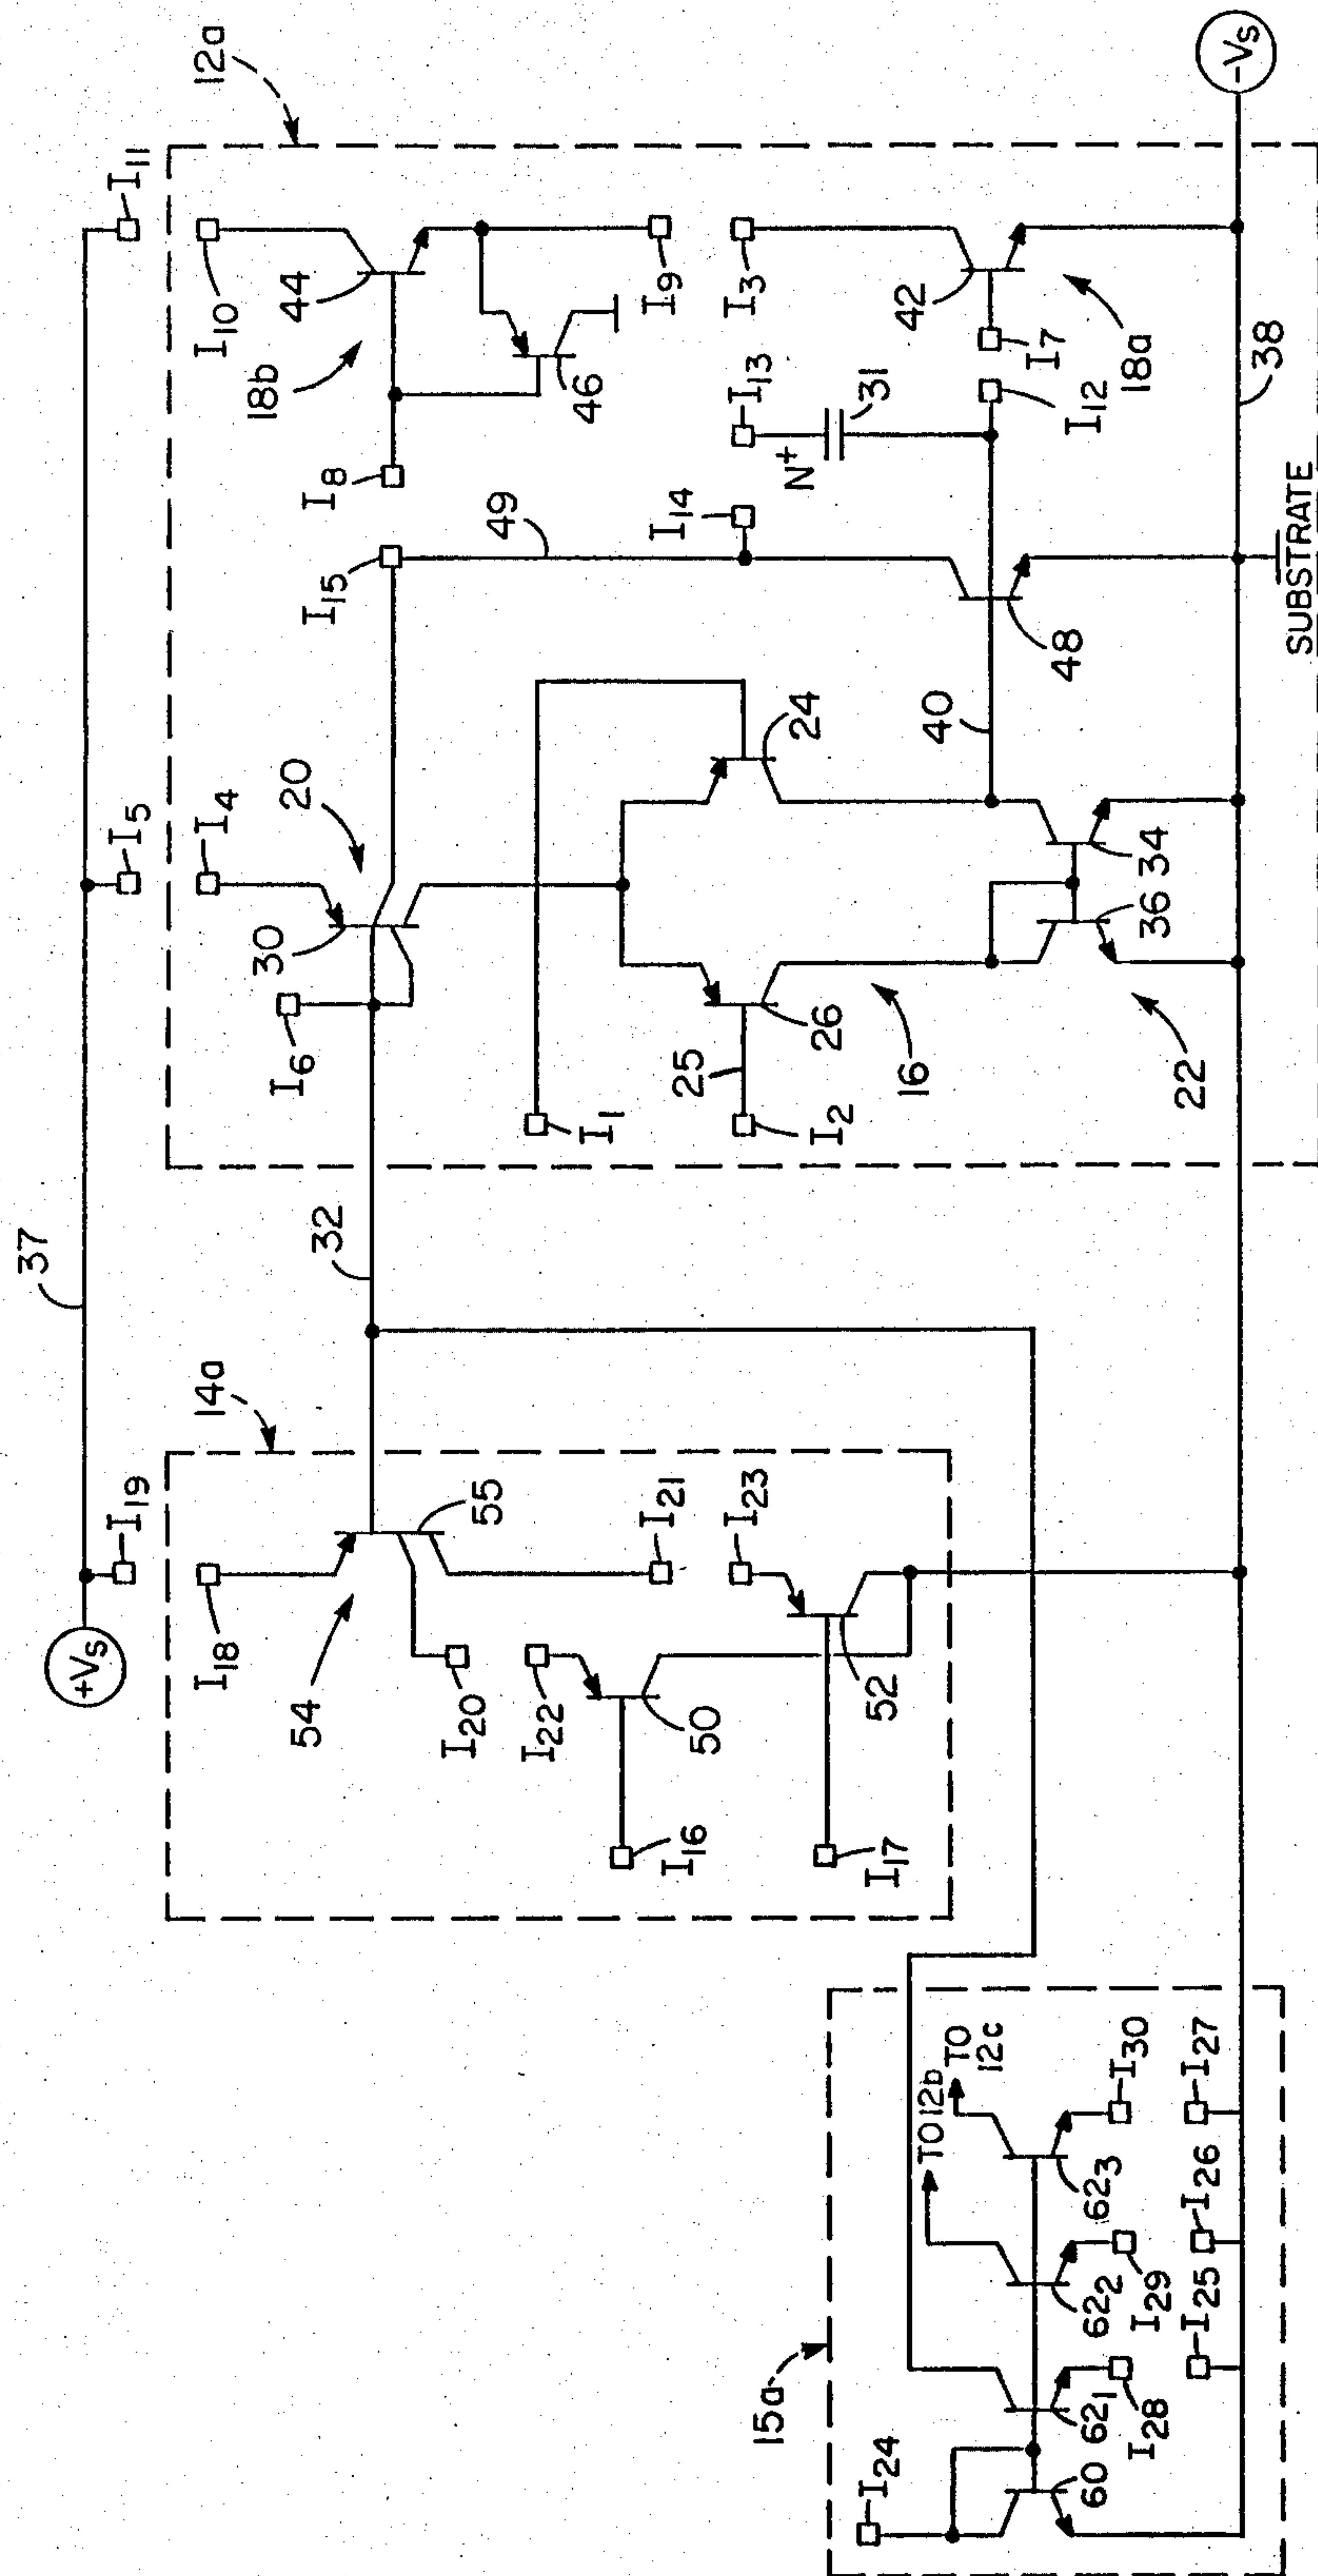 37
+VS
I19
I5
I11
14a
12a
I18
54
55
I20
I21
I22
50
I16
I23
52
I17
32
I6
30
I4
20
I15
I8
18b
I10
44
46
I9
I1
25
I2
26
16
24
49
I14
I13
N+
31
I3
42
I7
I12
18a
40
48
36
34
22
38
-VS
SUBSTRATE
15a
I24
TO 12b
TO
12c
60
621
622
623
I28
I29
I30
I25
I26
I27